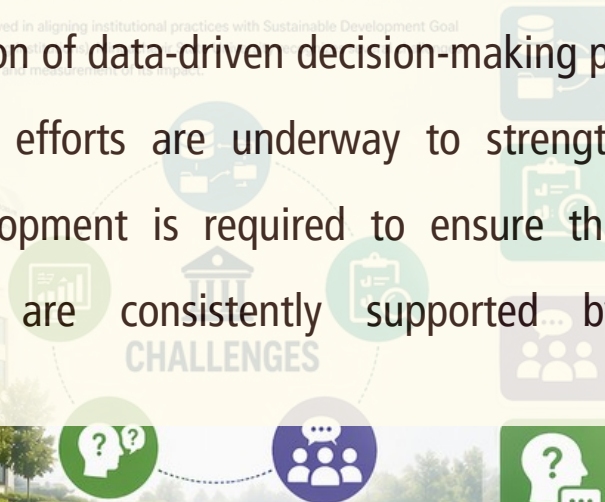 ved in aligning institutional practices with Sustainable Development Goal
on of data-driven decision-making p
and measurement of its impact.
efforts are underway to strengt
opment is required to ensure th
are consistently supported b
CHALLENGES